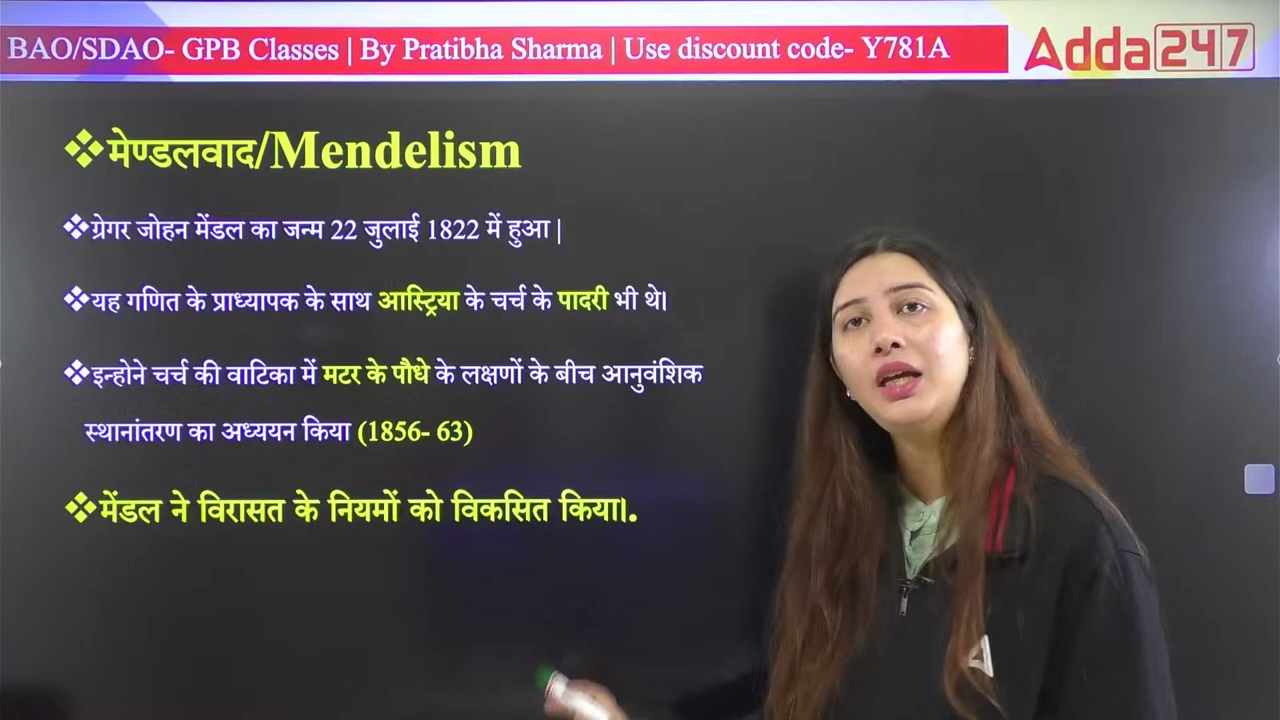 BAO/SDAO- GPB Classes | By Pratibha Sharma | Use discount code- Y781A
Adda247
❖मेण्डलवाद/Mendelism
❖ग्रेगर जोहन मेंडल का जन्म 22 जुलाई 1822 में हुआ |
❖यह गणित के प्राध्यापक के साथ आस्ट्रिया के चर्च के पादरी भी थे।
❖इन्होने चर्च की वाटिका में मटर के पौधे के लक्षणों के बीच आनुवंशिक
स्थानांतरण का अध्ययन किया (1856- 63)
❖मेंडल ने विरासत के नियमों को विकसित किया।.